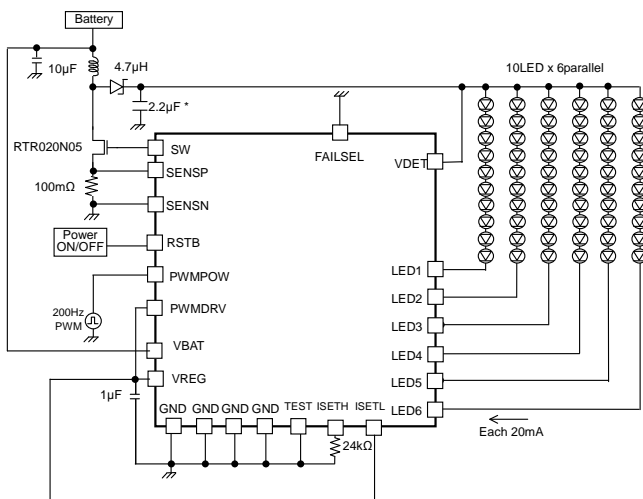 Battery
10µF
4.7µH
2.2µF *
10LED x 6parallel
RTR020N05
SW
FAILSEL
VDET
SENSP
100mΩ
SENSN
Power
ON/OFF
RSTB
PWMPOW
LED1
LED2
200Hz
PWM
PWMDRV
LED3
VBAT
LED4
VREG
LED5
1µF
GND GND GND GND TEST ISETH ISETL
LED6
24kΩ
Each 20mA